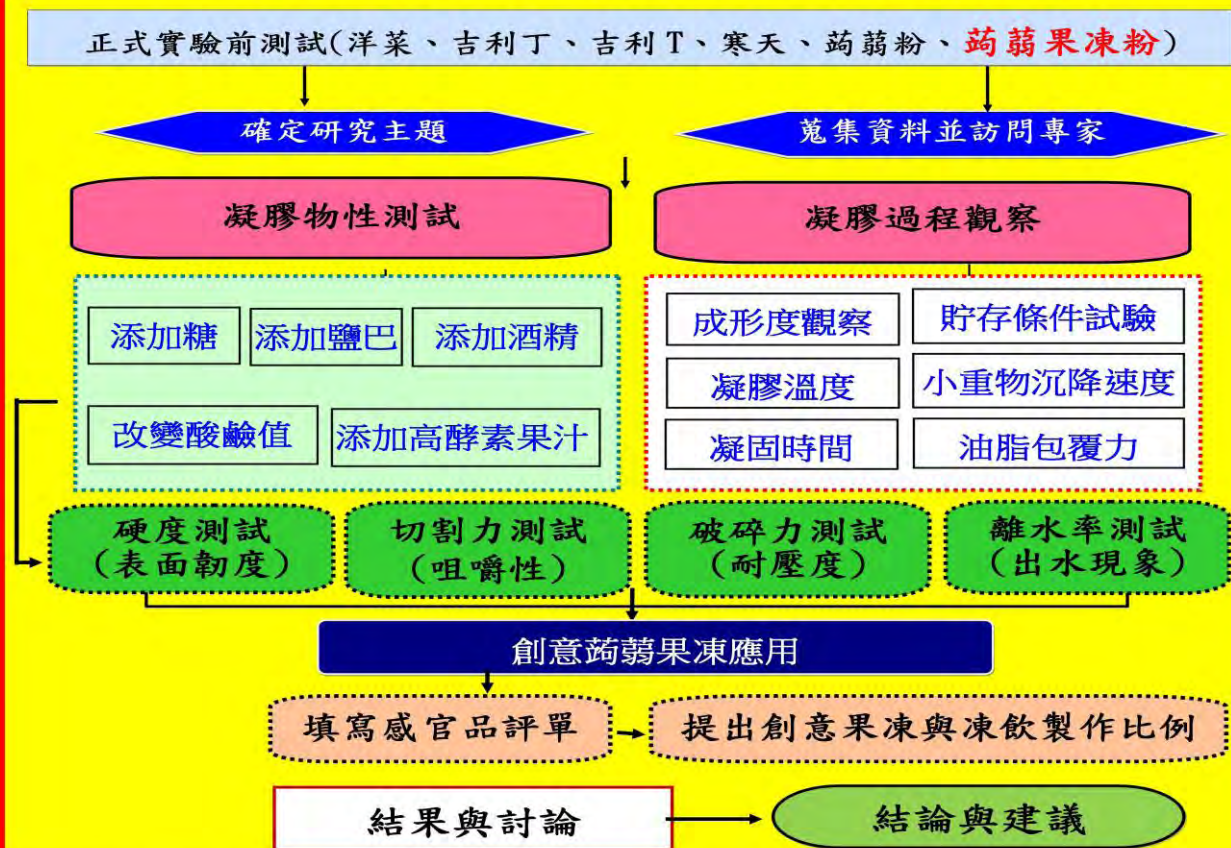 正式實驗前測試(洋菜、吉利丁、吉利T、寒天、蒟蒻粉、蒟蒻果凍粉)
確定研究主題
蒐集資料並訪問專家
凝膠物性測試
凝膠過程觀察
添加糖
添加鹽巴
添加酒精
改變酸鹼值
添加高酵素果汁
成形度觀察
貯存條件試驗
凝膠溫度
小重物沉降速度
凝固時間
油脂包覆力
硬度測試
(表面韌度)
切割力測試
(咀嚼性)
破碎力測試
(耐壓度)
離水率測試
(出水現象)
創意蒟蒻果凍應用
填寫感官品評單
提出創意果凍與凍飲製作比例
結果與討論
結論與建議